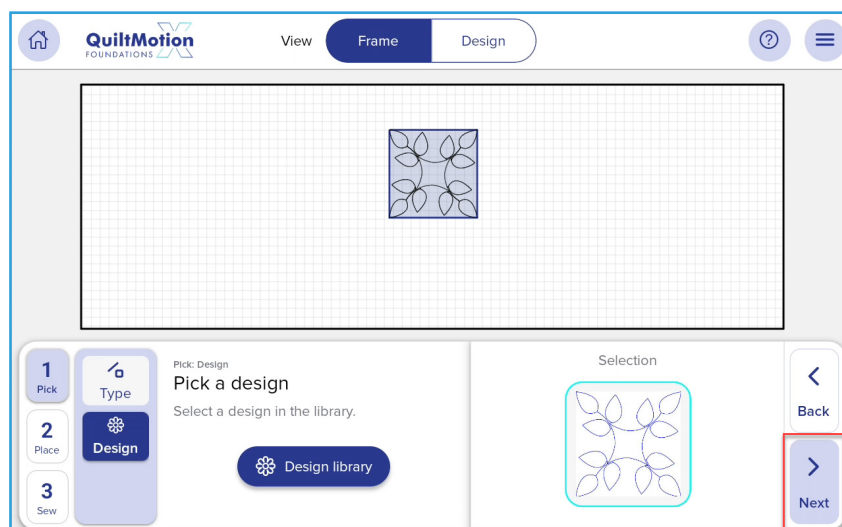 QuiltMotion
FOUNDATIONS
View
Frame
Design
?
1
Pick
2
Place
3
Sew
Type
Design
Pick: Design
Pick a design
Select a design in the library.
Design library
Selection
Back
Next